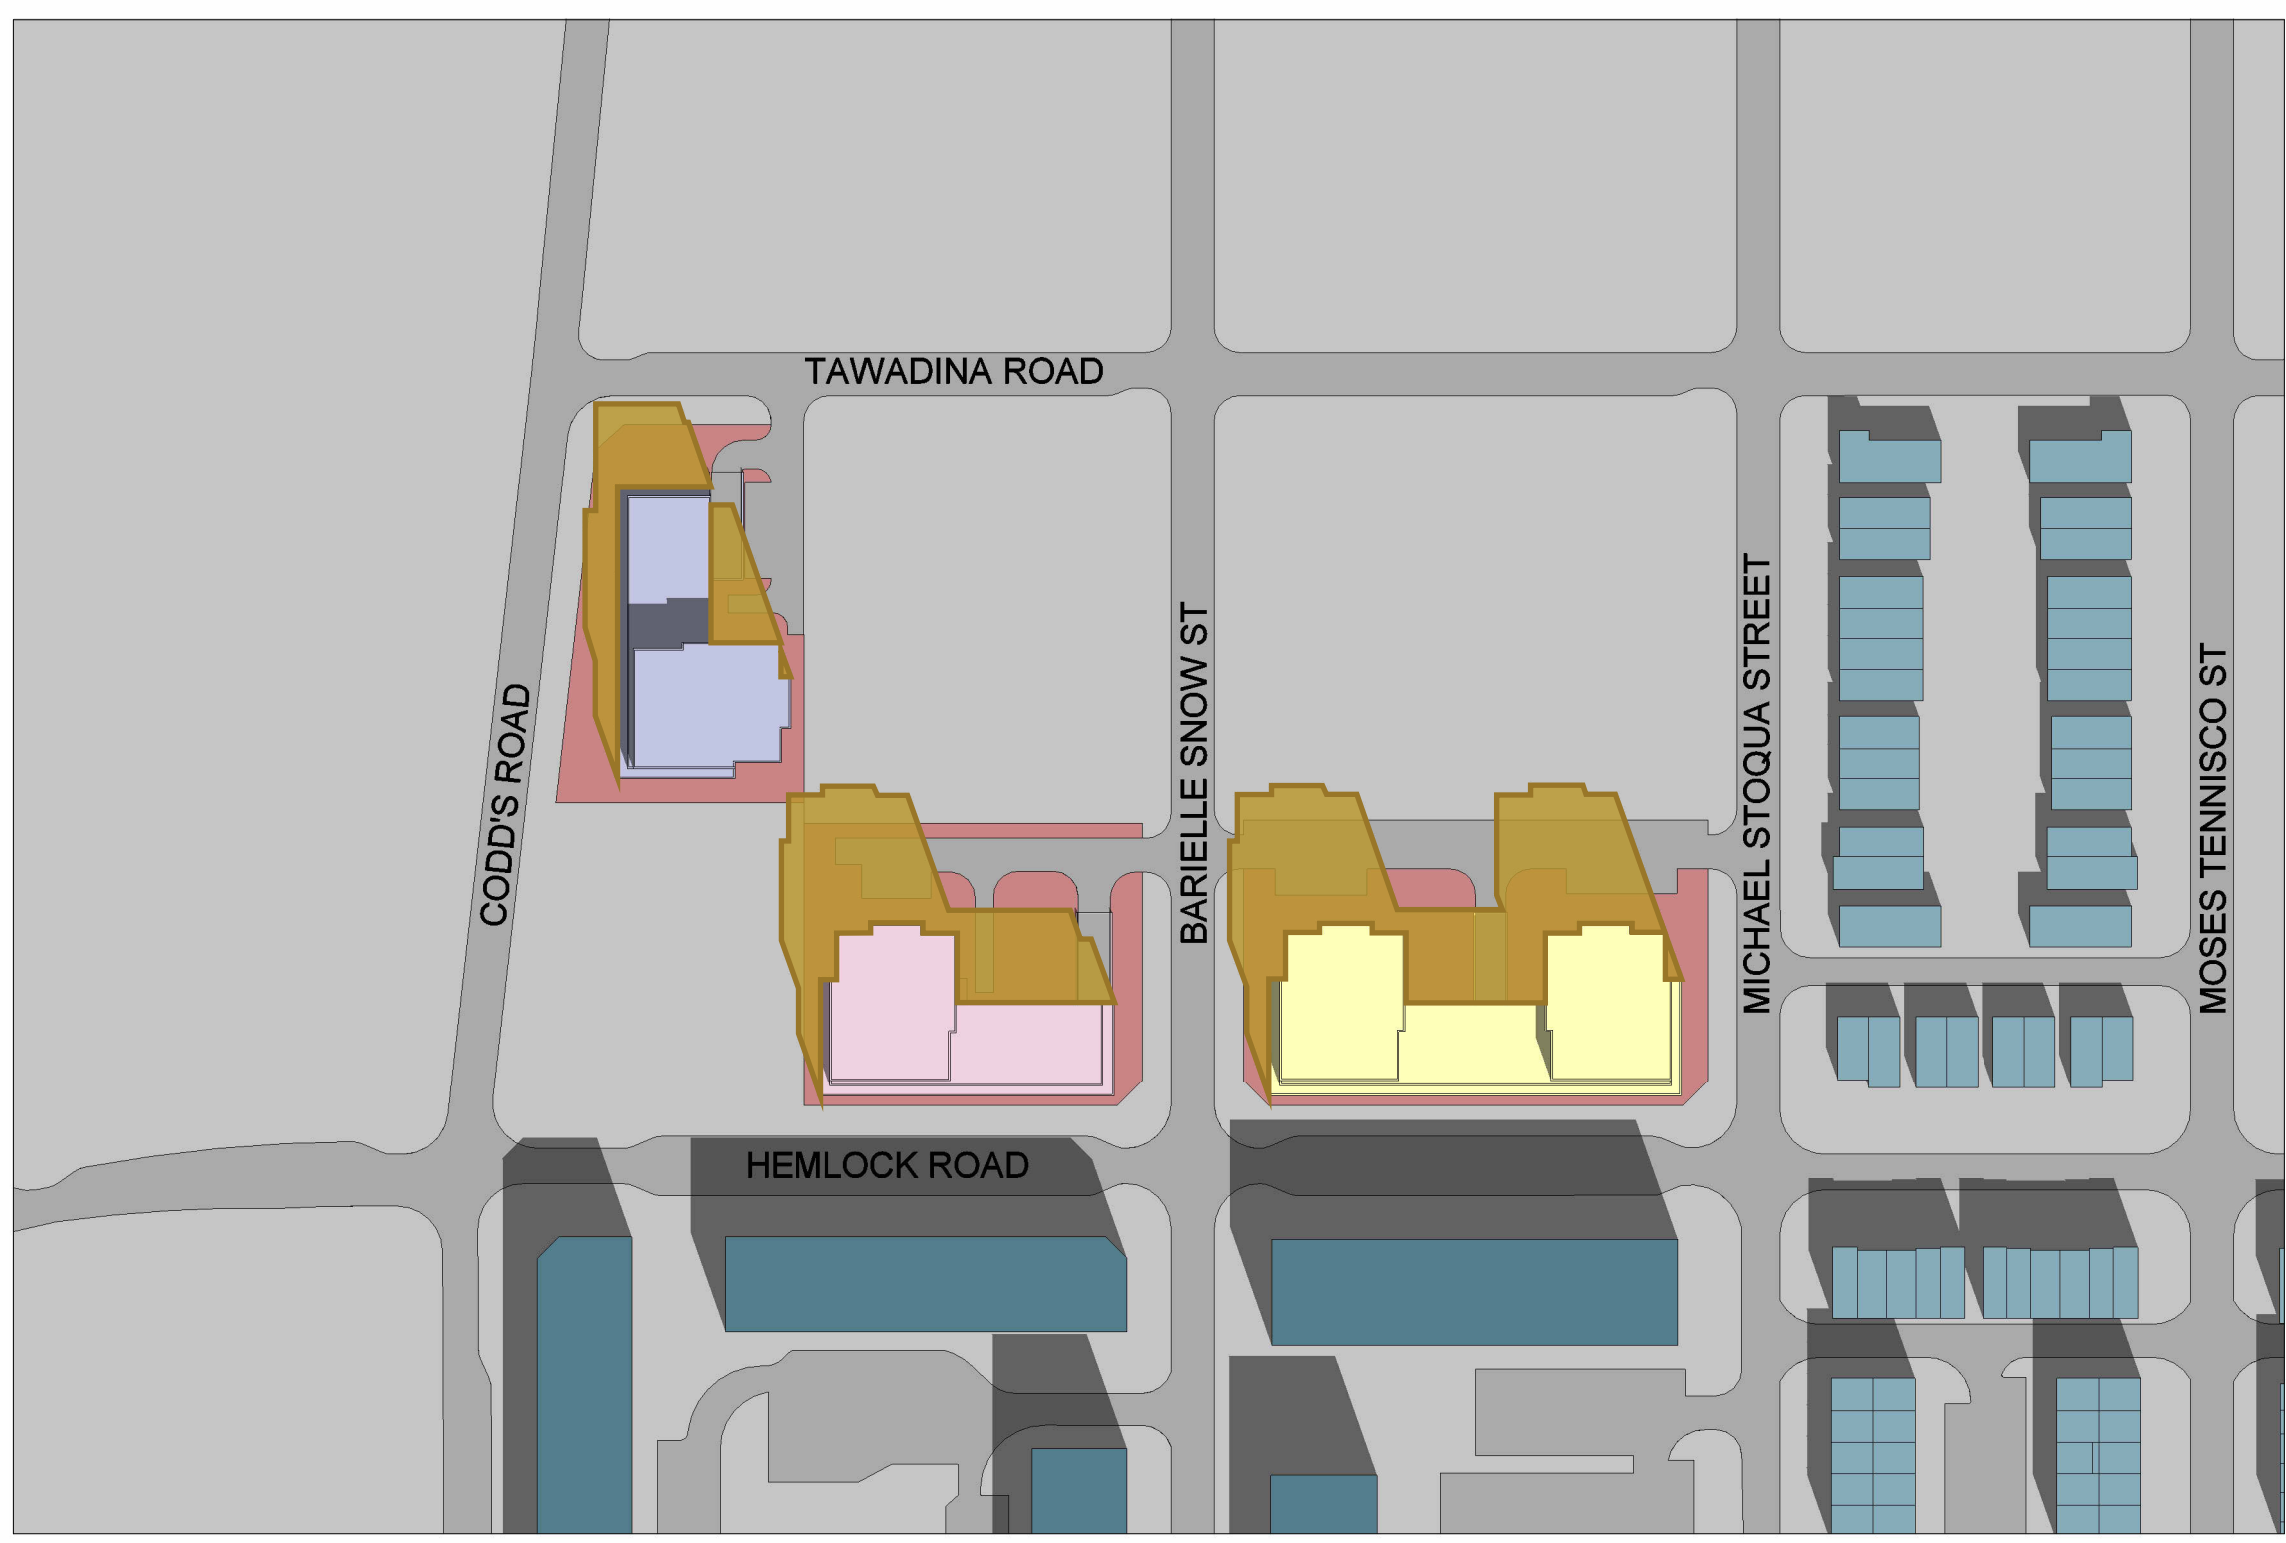 TAWADINA ROAD
CODD'S ROAD
BARIELLE SNOW ST
MICHAEL STOQUA STREET
MOSES TENNISCO ST
HEMLOCK ROAD